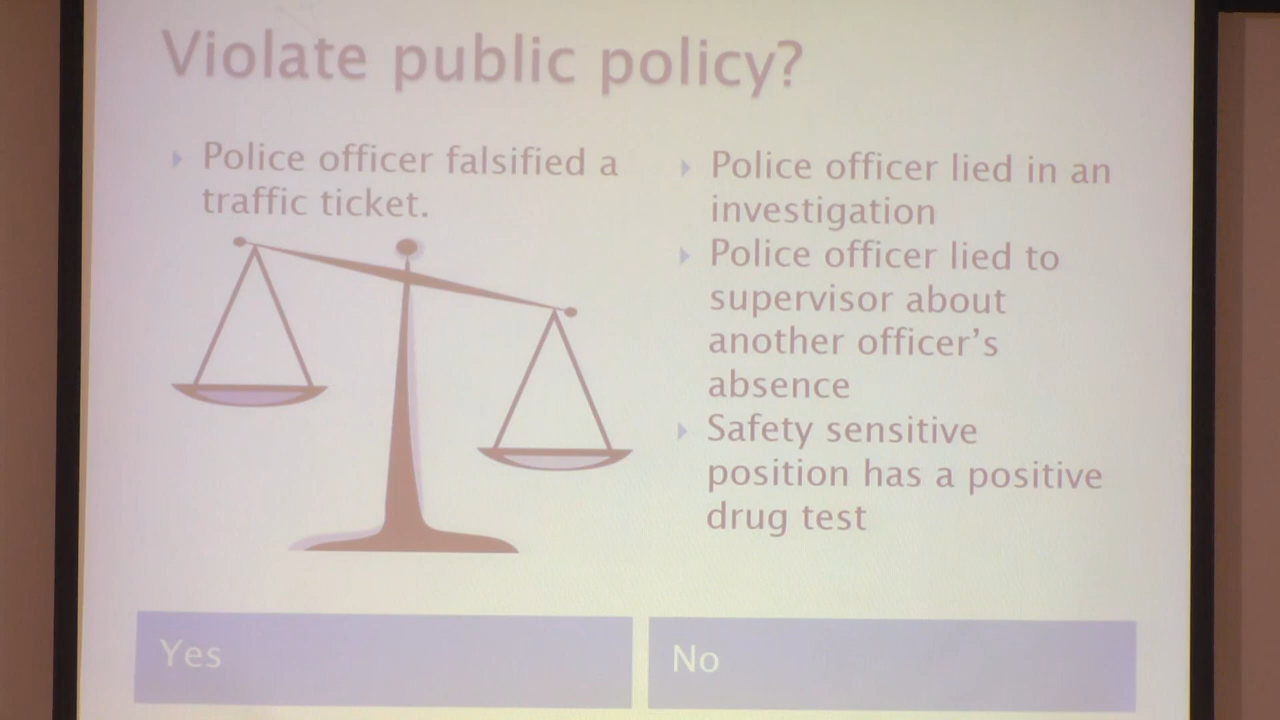 Violate public policy?
Police officer falsified a
traffic ticket.
Police officer lied in an
investigation
Police officer lied to
supervisor about
another officer's
absence
Safety sensitive
position has a positive
drug test
Yes
No